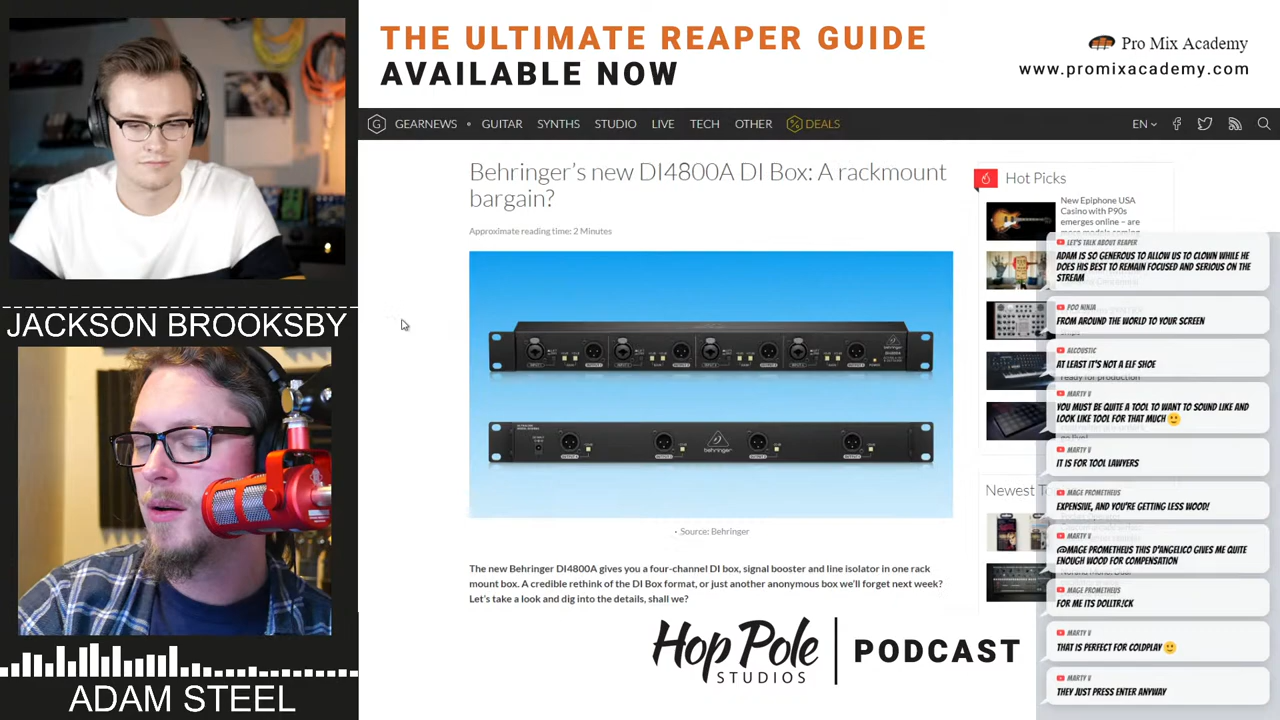 THE ULTIMATE REAPER GUIDE
AVAILABLE NOW
Pro Mix Academy
www.promixacademy.com
GEARNEWS • GUITAR SYNTHS STUDIO LIVE TECH OTHER DEALS EN
Behringer's new DI4800A DI Box: A rackmount
bargain?
Approximate reading time: 2 Minutes
behringer
- Source: Behringer
The new Behringer DI4800A gives you a four-channel DI box, signal booster and line isolator in one rack
mount box. A credible rethink of the DI Box format, or just another anonymous box we'll forget next week?
Let's take a look and dig into the details, shall we?
Hot Picks
New Epiphone USA
Casino with P90s
emerges online – are
Newest
LET'S TALK ABOUT REAPER
ADAM IS SO GENEROUS TO ALLOW US TO CLOWN WHILE HE
DOES HIS BEST TO REMAIN FOCUSED AND SERIOUS ON THE
STREAM
POO NINJA
FROM AROUND THE WORLD TO YOUR SCREEN
ALCOUSTIC
AT LEAST IT'S NOT A ELF SHOE
ready for production
MARTY V
YOU MUST BE QUITE A TOOL TO WANT TO SOUND LIKE AND
LOOK LIKE TOOL FOR THAT MUCH 🙂
MARTY V
IT IS FOR TOOL LAWYERS
MAGE PROMETHEUS
EXPENSIVE, AND YOU'RE GETTING LESS WOOD!
MARTY V
@MAGE PROMETHEUS THIS D'ANGELICO GIVES ME QUITE
ENOUGH WOOD FOR COMPENSATION
MAGE PROMETHEUS
FOR ME ITS DOLLTR!CK
MARTY V
THAT IS PERFECT FOR COLDPLAY 🙂
MARTY V
THEY JUST PRESS ENTER ANYWAY
JACKSON BROOKSBY
ADAM STEEL
Hop Pole
STUDIOS
PODCAST